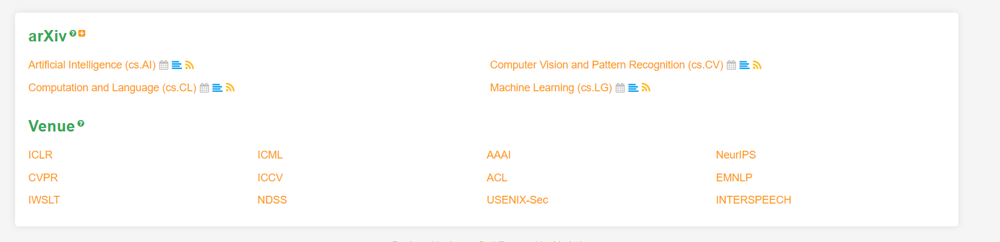 arXiv
Artificial Intelligence (cs.AI)
Computer Vision and Pattern Recognition (cs.CV)
Computation and Language (cs.CL)
Machine Learning (cs.LG)
Venue
ICLR
ICML
AAAI
NeurIPS
CVPR
ICCV
ACL
EMNLP
IWSLT
NDSS
USENIX-Sec
INTERSPEECH